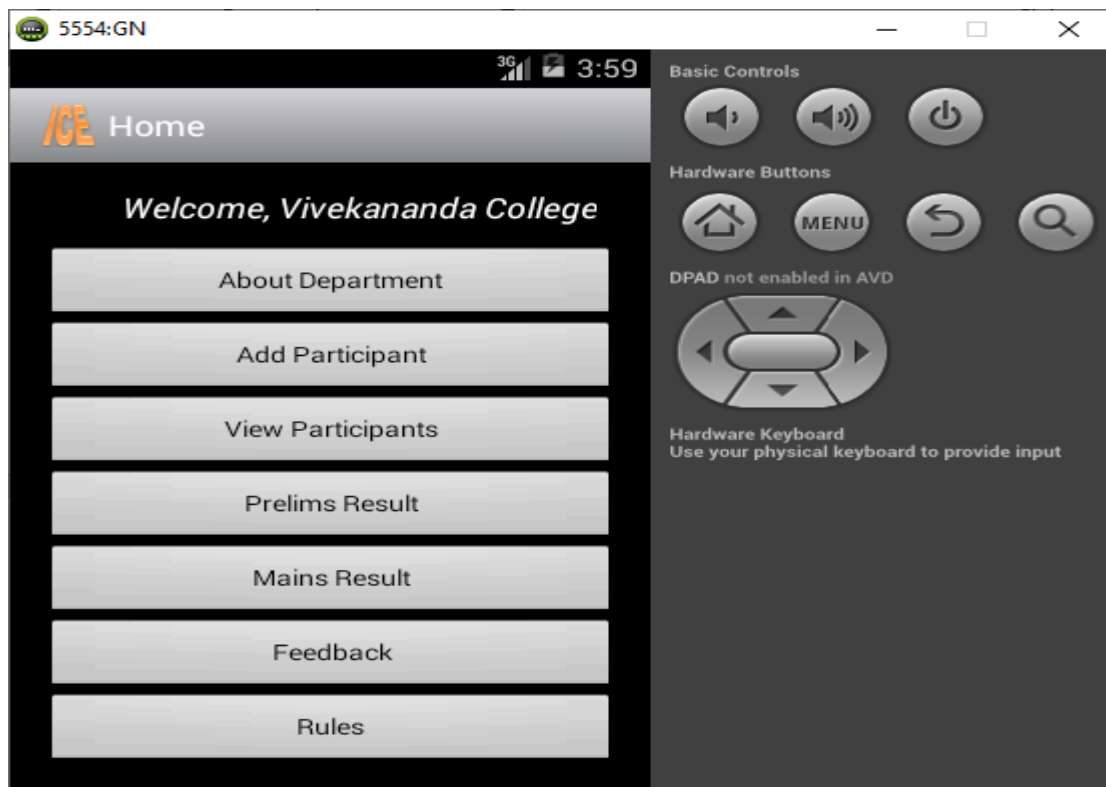 5554:GN
3G 3:59
ICE Home
Welcome, Vivekananda College
About Department
Add Participant
View Participants
Prelims Result
Mains Result
Feedback
Rules
Basic Controls
Hardware Buttons
MENU
DPAD not enabled in AVD
Hardware Keyboard
Use your physical keyboard to provide input